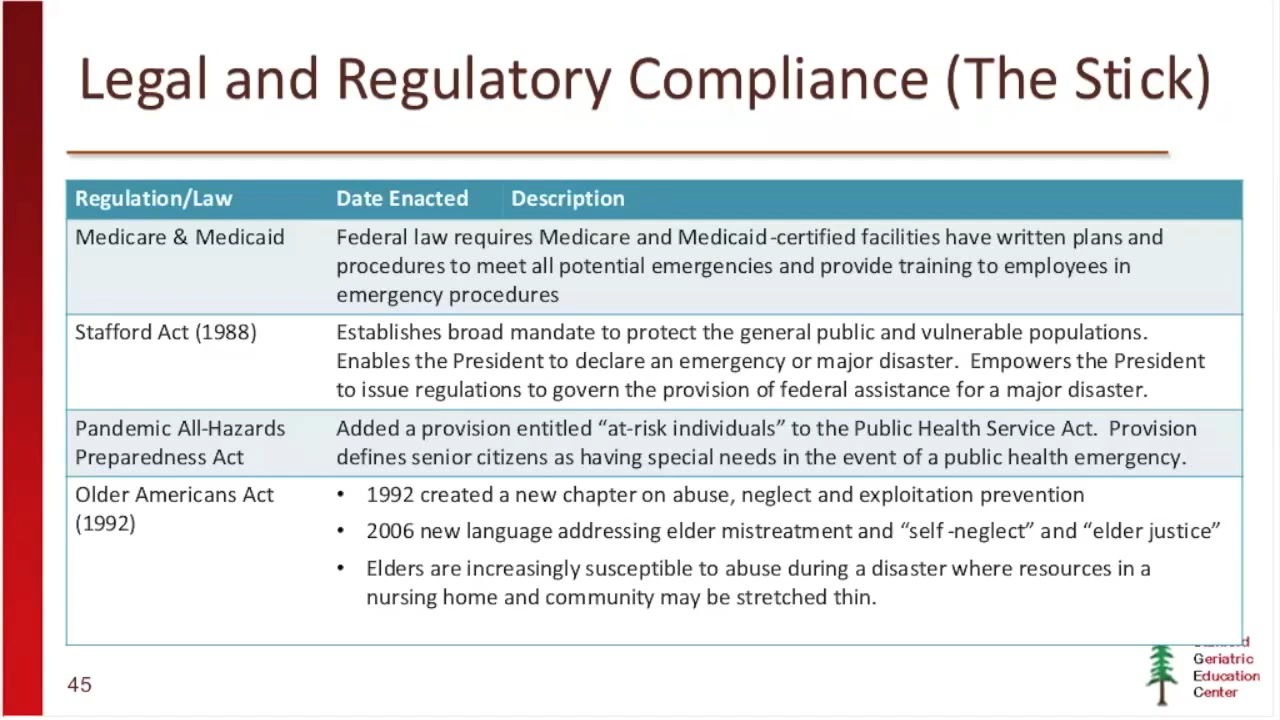 Legal and Regulatory Compliance (The Stick)
Regulation/Law Date Enacted Description
Medicare & Medicaid
Federal law requires Medicare and Medicaid-certified facilities have written plans and
procedures to meet all potential emergencies and provide training to employees in
emergency procedures
Stafford Act (1988)
Establishes broad mandate to protect the general public and vulnerable populations.
Enables the President to declare an emergency or major disaster. Empowers the President
to issue regulations to govern the provision of federal assistance for a major disaster.
Pandemic All-Hazards
Preparedness Act
Added a provision entitled “at-risk individuals” to the Public Health Service Act. Provision
defines senior citizens as having special needs in the event of a public health emergency.
Older Americans Act
(1992)
• 1992 created a new chapter on abuse, neglect and exploitation prevention
• 2006 new language addressing elder mistreatment and “self-neglect” and “elder justice”
• Elders are increasingly susceptible to abuse during a disaster where resources in a
nursing home and community may be stretched thin.
45
Geriatric
Education
Center